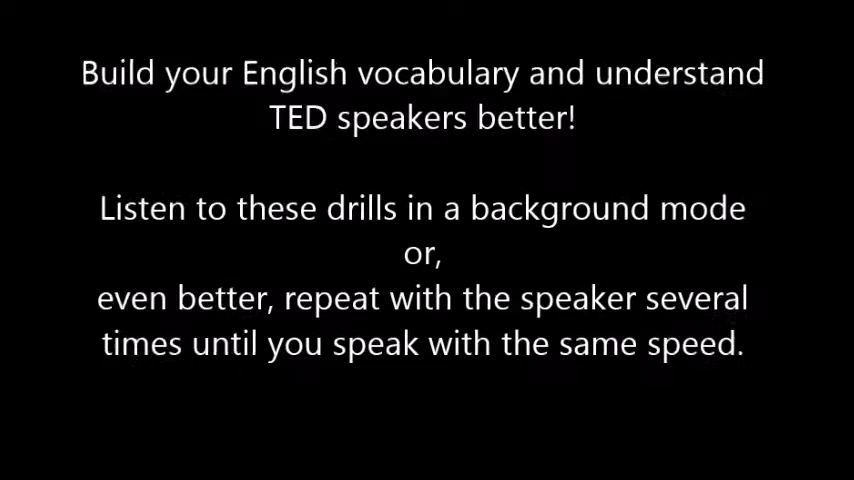 Build your English vocabulary and understand
TED speakers better!
Listen to these drills in a background mode
or,
even better, repeat with the speaker several
times until you speak with the same speed.